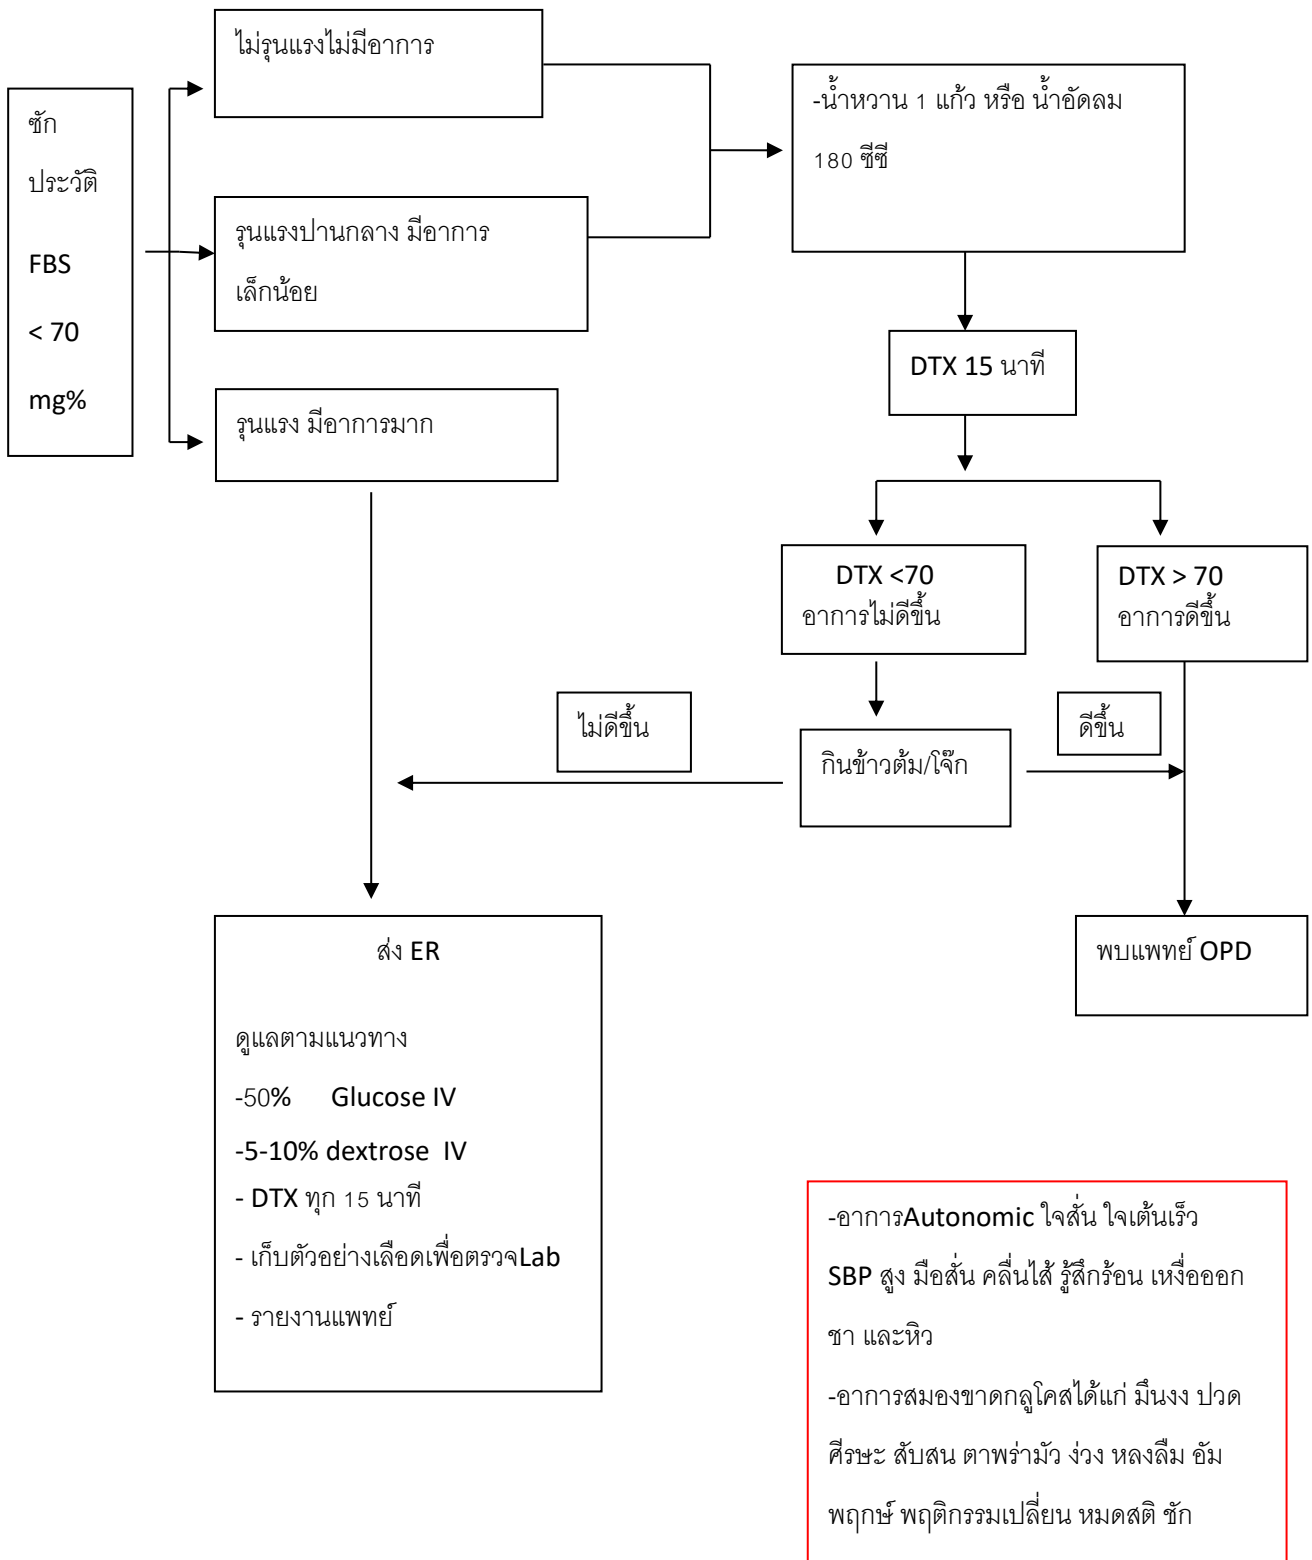 ไม่รุนแรงไม่มีอาการ
ซัก
ประวัติ
FBS
< 70
mg%
-น้ำหวาน 1 แก้ว หรือ น้ำอัดลม
180 ซีซี
รุนแรงปานกลาง มีอาการ
เล็กน้อย
รุนแรง มีอาการมาก
DTX 15 นาที
DTX <70
อาการไม่ดีขึ้น
DTX > 70
อาการดีขึ้น
ไม่ดีขึ้น
กินข้าวต้ม/โจ๊ก
ดีขึ้น
ส่ง ER
ดูแลตามแนวทาง
-50% Glucose IV
-5-10% dextrose IV
- DTX ทุก 15 นาที
- เก็บตัวอย่างเลือดเพื่อตรวจLab
- รายงานแพทย์
พบแพทย์ OPD
-อาการAutonomic ใจสั่น ใจเต้นเร็ว
SBP สูง มือสั่น คลื่นไส้ รู้สึกร้อน เหงื่อออก
ชา และหิว
-อาการสมองขาดกลูโคสได้แก่ มึนงง ปวด
ศีรษะ สับสน ตาพร่ามัว ง่วง หลงลืม อัม
พฤกษ์ พฤติกรรมเปลี่ยน หมดสติ ชัก